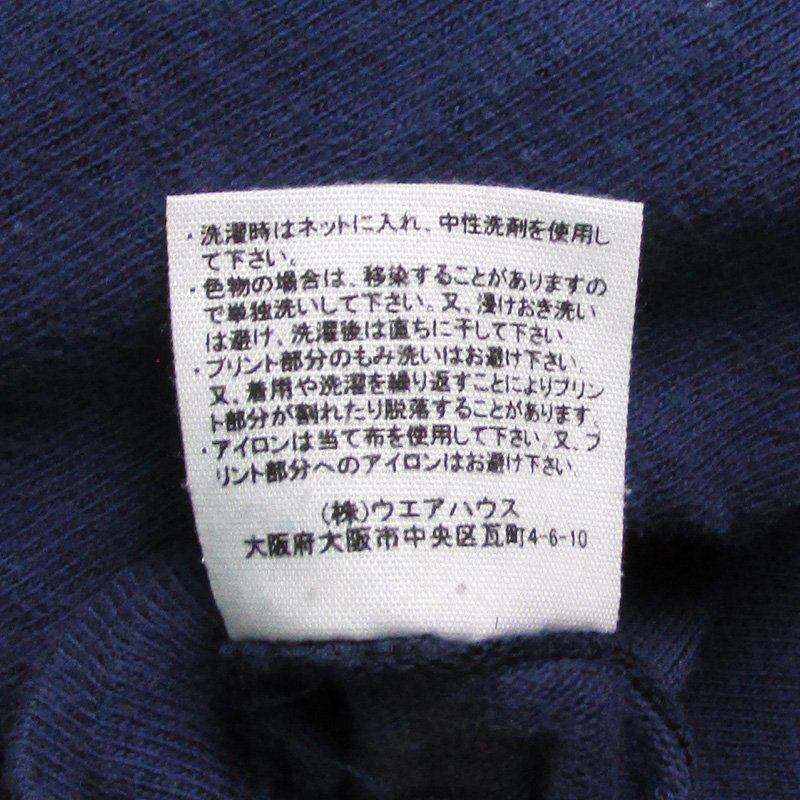 ・洗濯時はネットに入れ、中性洗剤を使用し
て下さい。
・色物の場合は、移染することがありますの
で単独洗いして下さい。又、浸けおき洗い
は避け、洗濯後は直ちに干して下さい。
・プリント部分のもみ洗いはお避け下さい。
又、着用や洗濯を繰り返すことによりプリン
ト部分が割れたり脱落することがあります。
・アイロンは当て布を使用して下さい。又、プ
リント部分へのアイロンはお避け下さい。
(株)ウエアハウス
大阪府大阪市中央区瓦町4-6-10